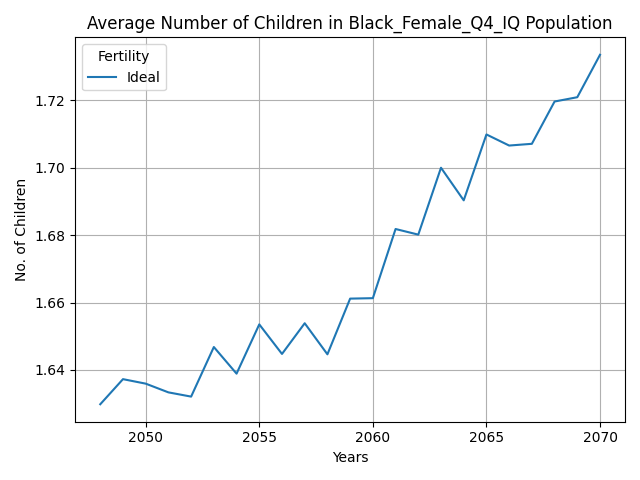 Average Number of Children in Black_Female_Q4_IQ Population
Fertility
Ideal
1.72
1.70
1.68
1.66
1.64
No. of Children
2050 2055 2060 2065 2070
Years